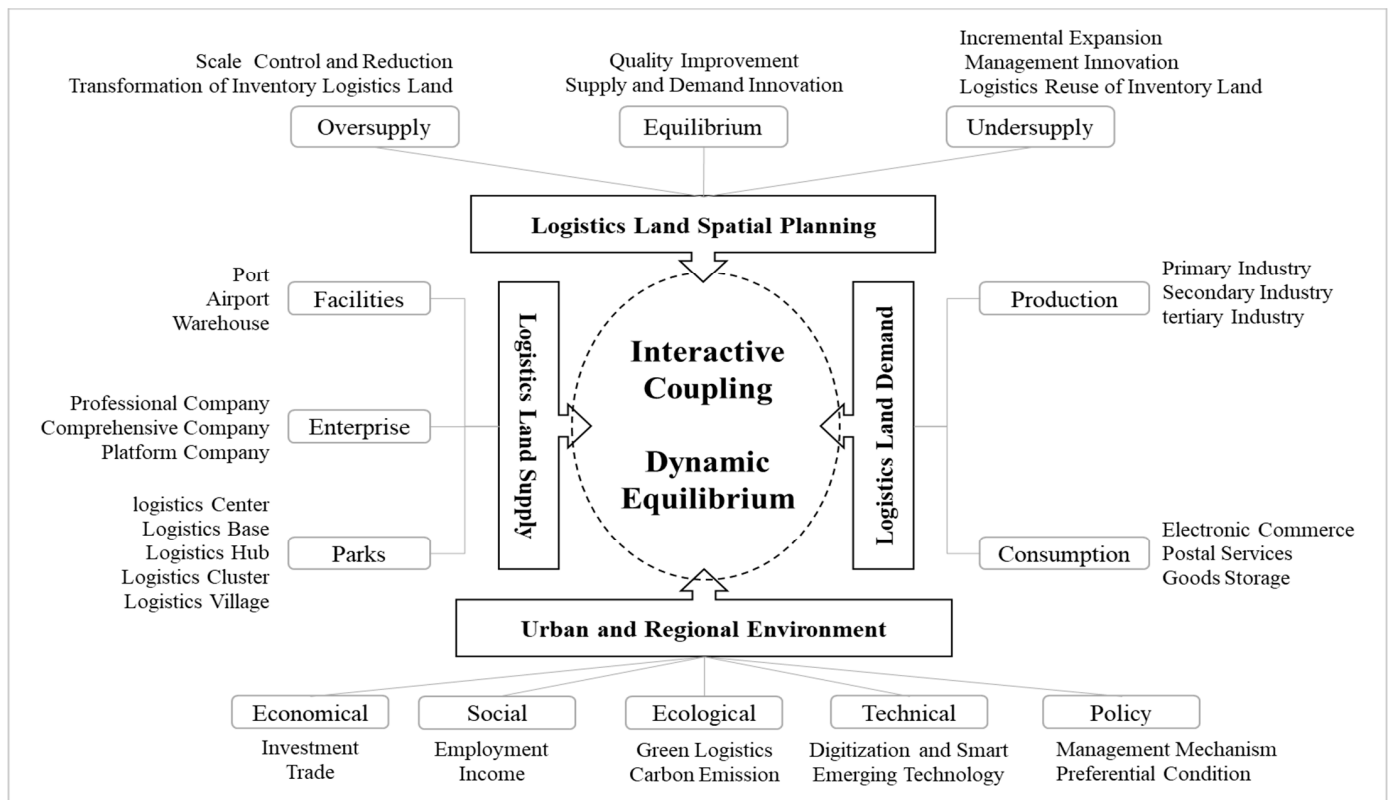 Scale Control and Reduction
Transformation of Inventory Logistics Land
Oversupply
Quality Improvement
Supply and Demand Innovation
Equilibrium
Incremental Expansion
Management Innovation
Logistics Reuse of Inventory Land
Undersupply
Logistics Land Spatial Planning
Port
Airport
Warehouse
Facilities
Professional Company
Comprehensive Company
Platform Company
Enterprise
logistics Center
Logistics Base
Logistics Hub
Logistics Cluster
Logistics Village
Parks
Logistics Land Supply
Interactive
Coupling
Dynamic
Equilibrium
Logistics Land Demand
Production
Primary Industry
Secondary Industry
tertiary Industry
Consumption
Electronic Commerce
Postal Services
Goods Storage
Urban and Regional Environment
Economical
Investment
Trade
Social
Employment
Income
Ecological
Green Logistics
Carbon Emission
Technical
Digitization and Smart
Emerging Technology
Policy
Management Mechanism
Preferential Condition